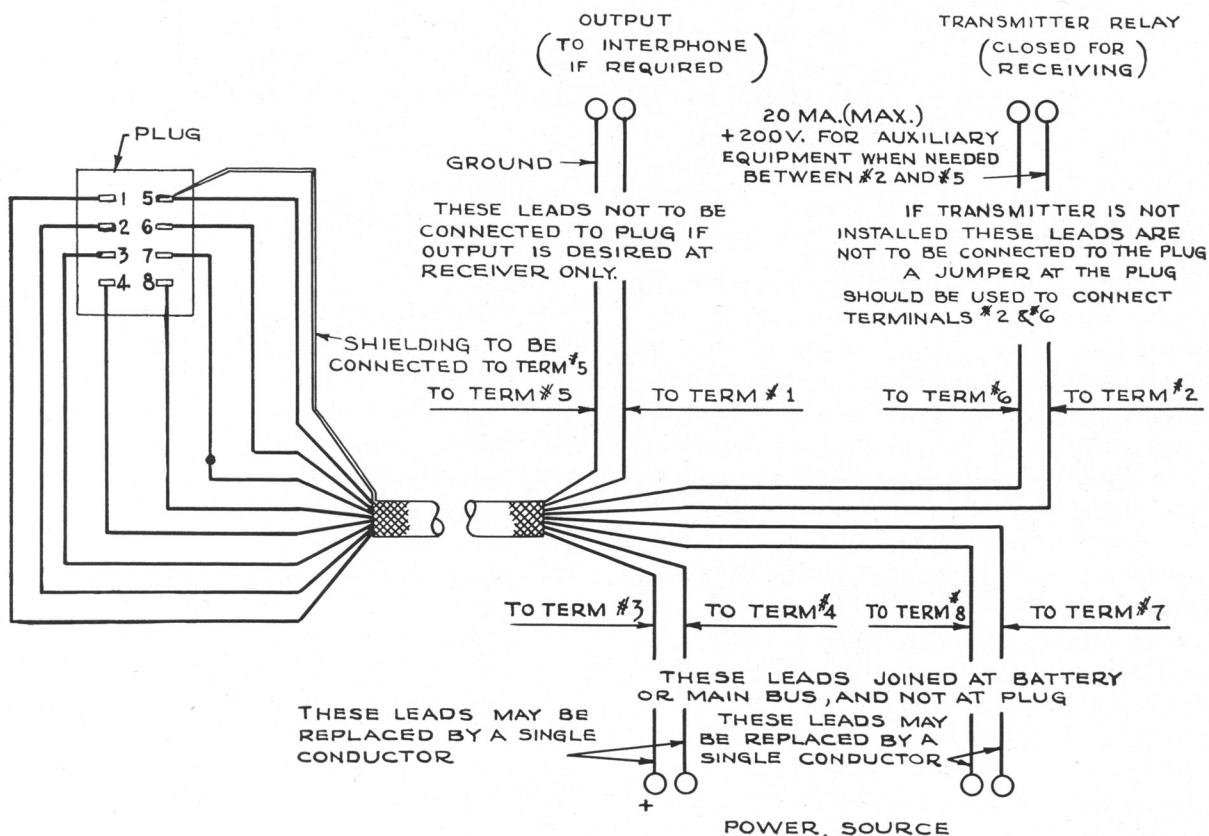 OUTPUT
(TO INTERPHONE
IF REQUIRED)
TRANSMITTER RELAY
(CLOSED FOR
RECEIVING)
PLUG
1 5
2 6
3 7
4 8
GROUND
20 MA.(MAX.)
+200V. FOR AUXILIARY
EQUIPMENT WHEN NEEDED
BETWEEN #2 AND #5
THESE LEADS NOT TO BE
CONNECTED TO PLUG IF
OUTPUT IS DESIRED AT
RECEIVER ONLY.
IF TRANSMITTER IS NOT
INSTALLED THESE LEADS ARE
NOT TO BE CONNECTED TO THE PLUG
A JUMPER AT THE PLUG
SHOULD BE USED TO CONNECT
TERMINALS #2 & #6
SHIELDING TO BE
CONNECTED TO TERM #5
TO TERM #5
TO TERM #1
TO TERM #6
TO TERM #2
TO TERM #3
TO TERM #4
TO TERM #8
TO TERM #7
THESE LEADS JOINED AT BATTERY
OR MAIN BUS, AND NOT AT PLUG
THESE LEADS MAY BE
REPLACED BY A SINGLE
CONDUCTOR
THESE LEADS MAY
BE REPLACED BY A
SINGLE CONDUCTOR
+
POWER SOURCE